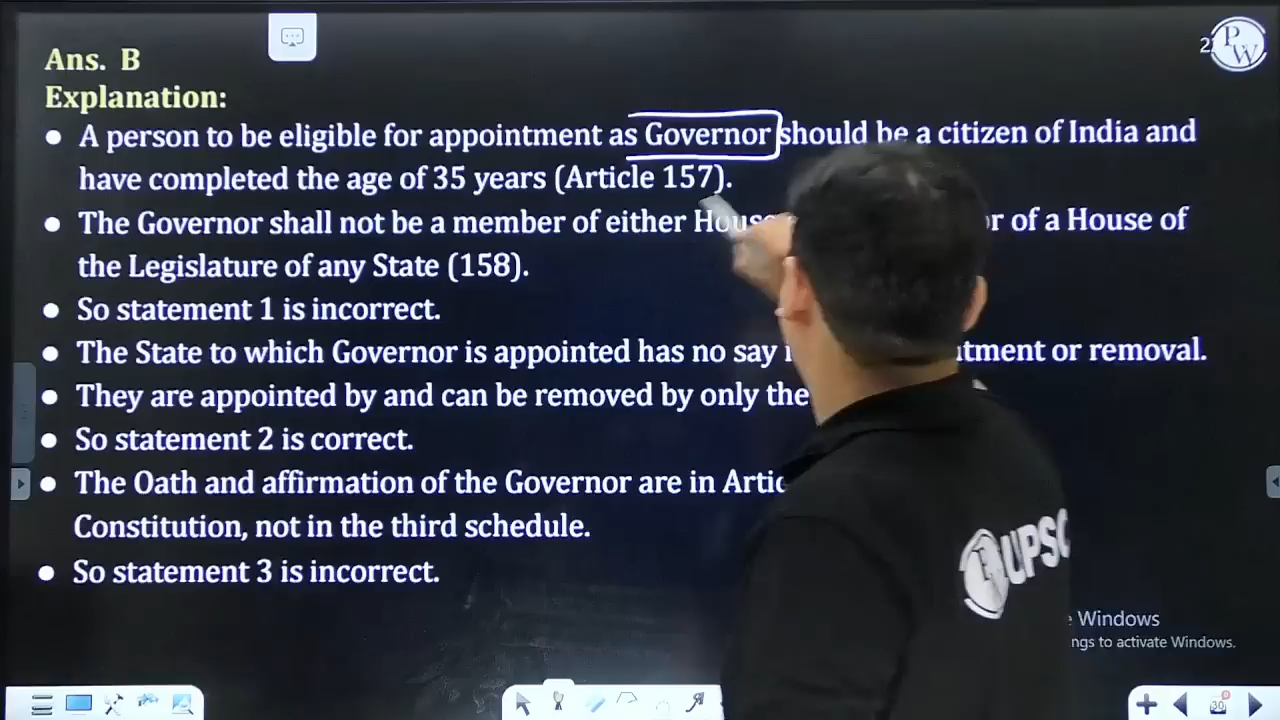 Ans. B
Explanation:
● A person to be eligible for appointment as Governor should be a citizen of India and
have completed the age of 35 years (Article 157).
● The Governor shall not be a member of either of a House of
the Legislature of any State (158).
● So statement 1 is incorrect.
● The State to which Governor is appointed has no say or removal.
● They are appointed by and can be removed by only the
● So statement 2 is correct.
● The Oath and affirmation of the Governor are in
Constitution, not in the third schedule.
● So statement 3 is incorrect.
PW
2
UPSC
Windows
to activate Windows.
30